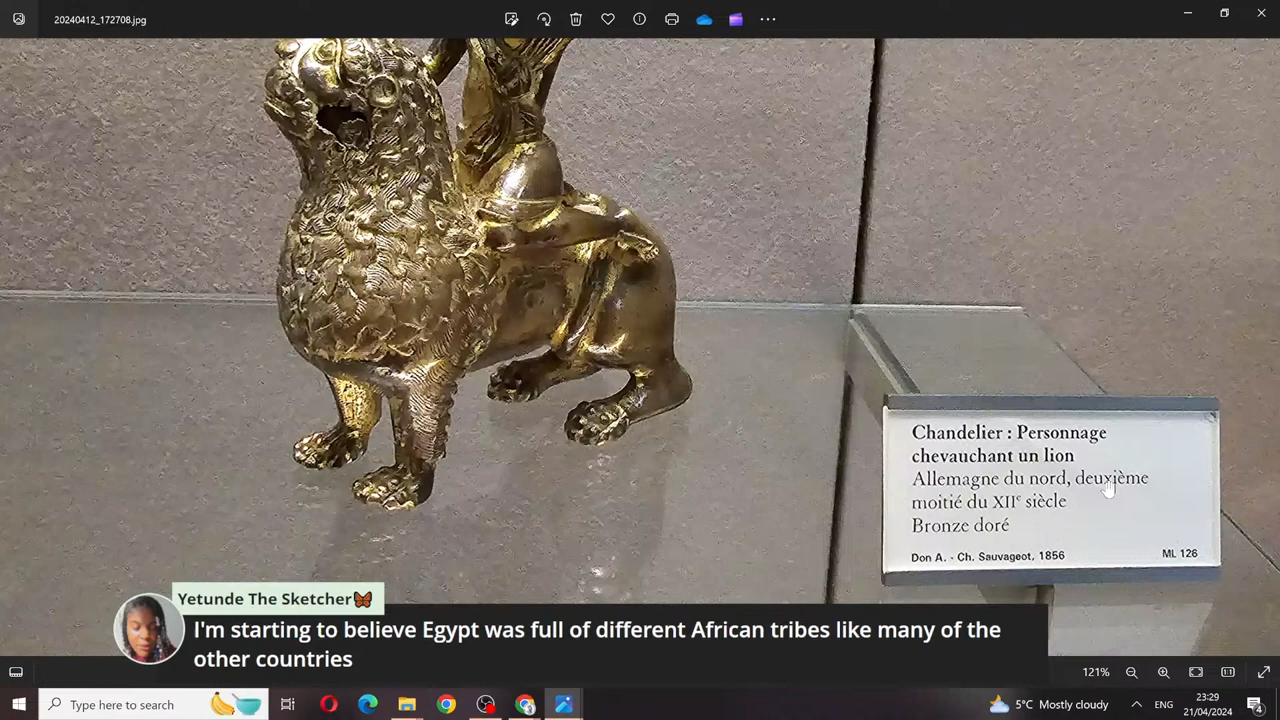 20240412_172708.jpg
Chandelier : Personnage
chevauchant un lion
Allemagne du nord, deuxième
moitié du XIIe siècle
Bronze doré
Don A. - Ch. Sauvageot, 1856 ML 126
Yetunde The Sketcher🦋
I'm starting to believe Egypt was full of different African tribes like many of the
other countries
121%
Type here to search
5°C Mostly cloudy
ENG
23:29
21/04/2024
4